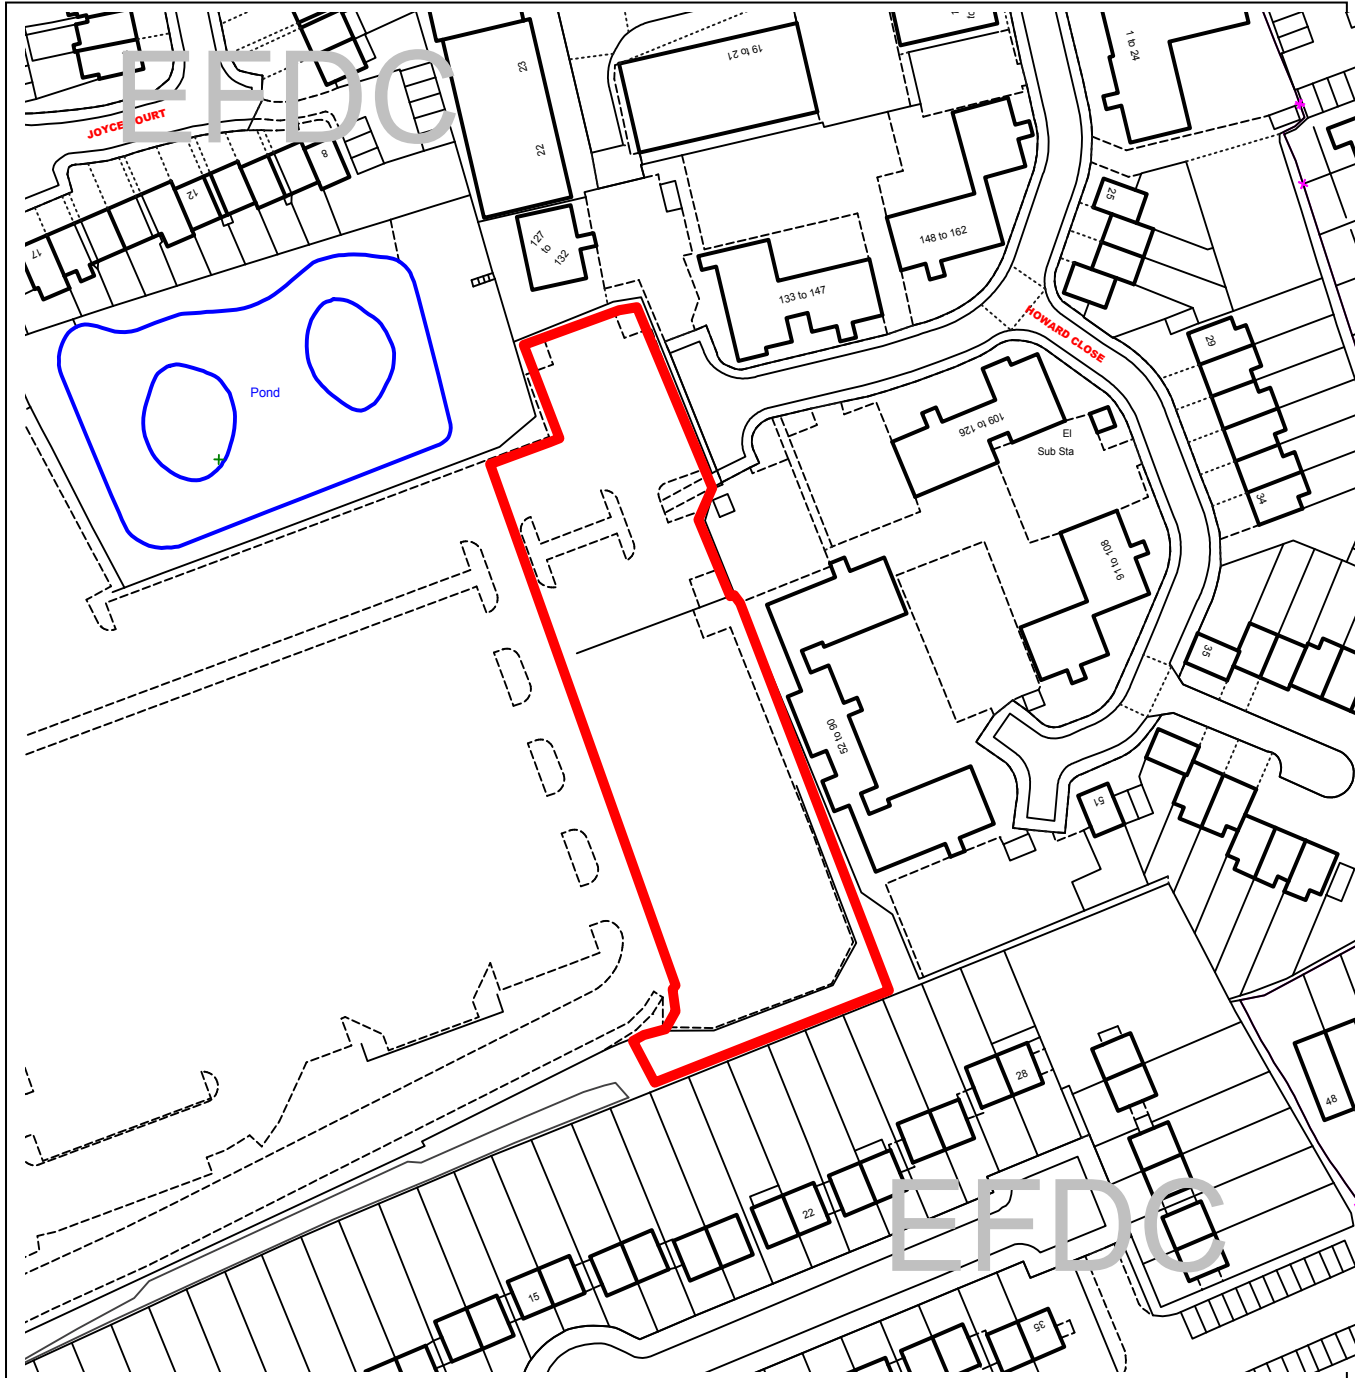 EFDC
JOYCE COURT
8
12
17
23
22
19 to 21
1 to 24
127
to
132
133 to 147
148 to 162
25
HOWARD CLOSE
29
34
Pond
109 to 126
El
Sub Sta
91 to 108
35
52 to 90
51
48
28
22
15
35
EFDC